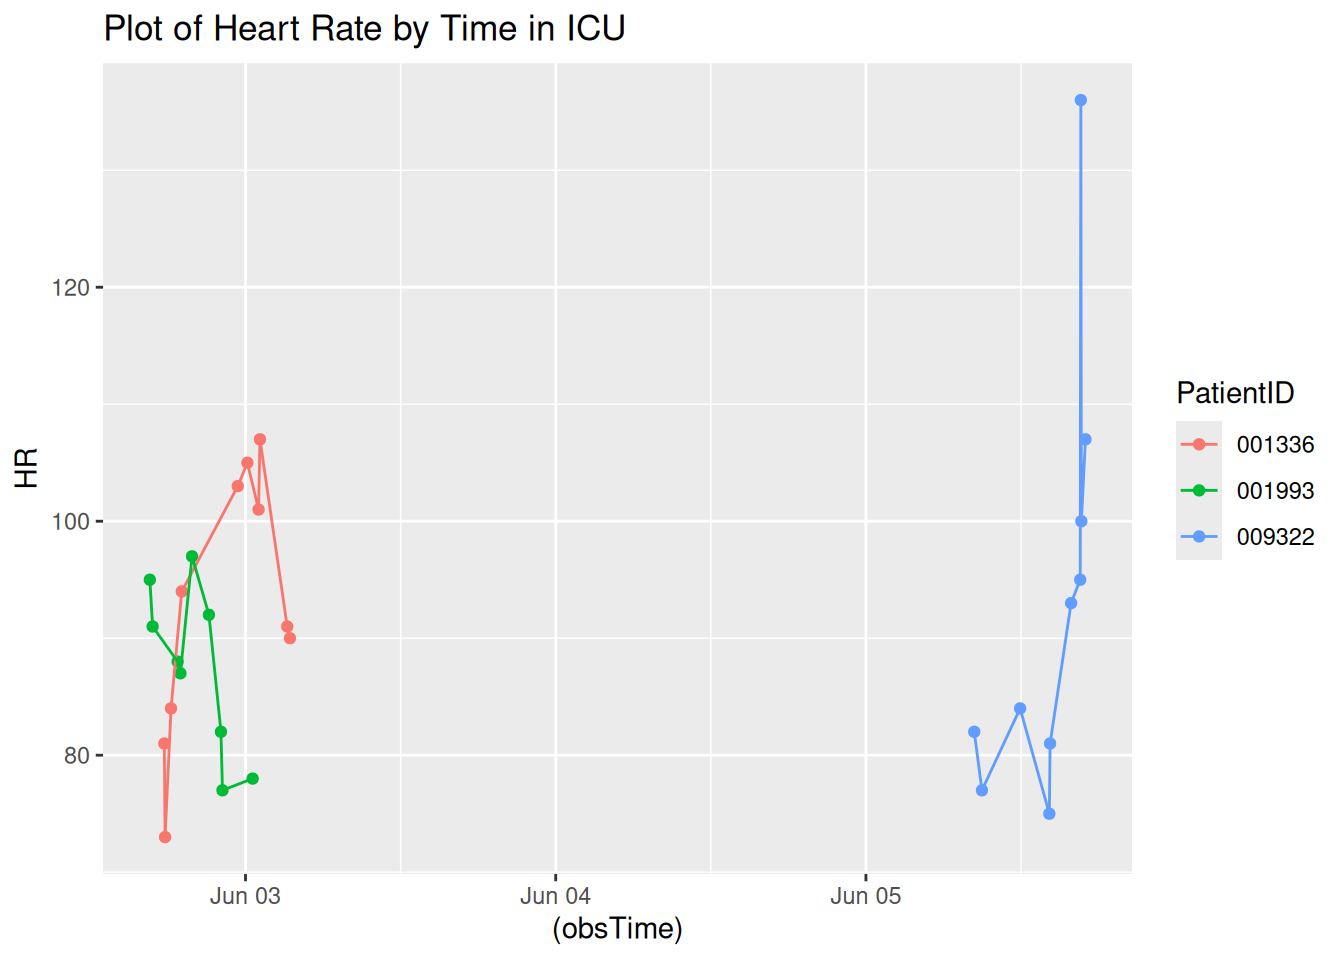 Plot of Heart Rate by Time in ICU
120
100
80
HR
Jun 03
Jun 04
Jun 05
(obsTime)
PatientID
001336
001993
009322